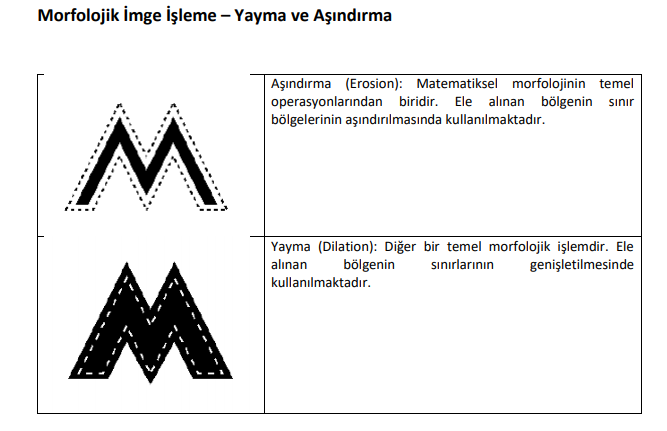 Morfolojik İmge İşleme – Yayma ve Aşındırma
Aşındırma (Erosion): Matematiksel morfolojinin temel
operasyonlarından biridir. Ele alınan bölgenin sınır
bölgelerinin aşındırılmasında kullanılmaktadır.
Yayma (Dilation): Diğer bir temel morfolojik işlemdir. Ele
alınan bölgenin sınırlarının genişletilmesinde
kullanılmaktadır.